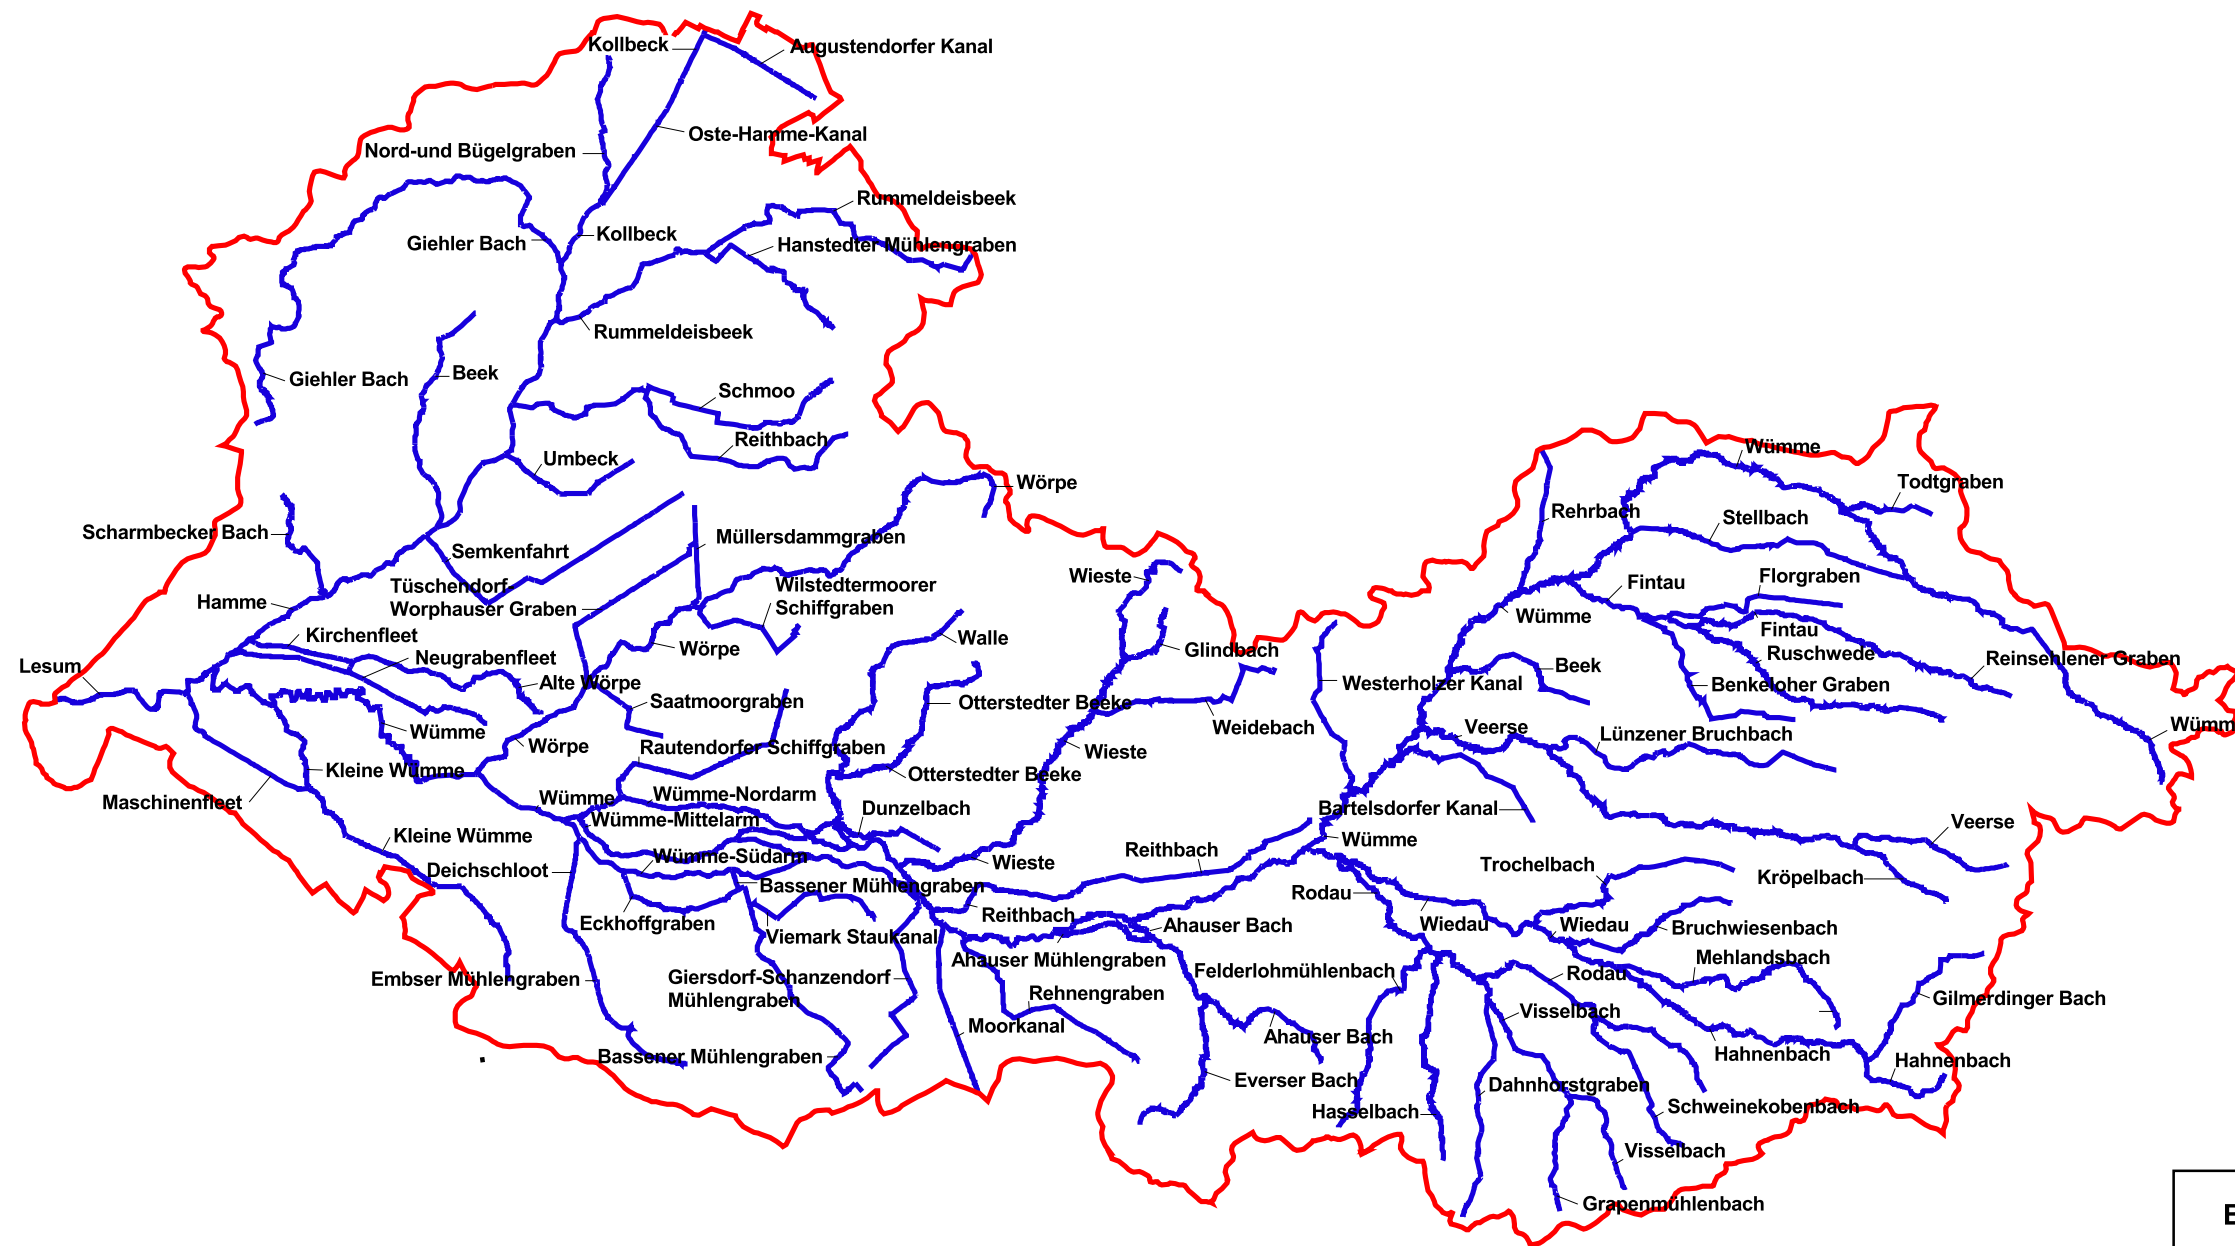 Kollbeck
Augustendorfer Kanal
Oste-Hamme-Kanal
Nord-und Bügelgraben
Rummeldeisbeek
Kollbeck
Giehler Bach
Hanstedter Mühlengraben
Rummeldeisbeek
Giehler Bach
Beek
Schmoo
Reithbach
Umbeck
Wümme
Wörpe
Todtgraben
Rehrbach
Stellbach
Scharmbecker Bach
Müllersdammgraben
Semkenfahrt
Wieste
Florgraben
Fintau
Tüschendorf-
Worphauser Graben
Wilstedtermoorer
Schiffgraben
Hamme
Wümme
Fintau
Kirchenfleet
Walle
Wörpe
Glindbach
Ruschwede
Neugrabenfleet
Reinsehlener Graben
Lesum
Beek
Alte Wörpe
Westerholzer Kanal
Benkeloher Graben
Saatmoorgraben
Otterstedter Beeke
Weidebach
Veerse
Wümm
Wümme
Lünzener Bruchbach
Wörpe
Rautendorfer Schiffgraben
Wieste
Kleine Wümme
Otterstedter Beeke
Maschinenfleet
Wümme
Wümme-Nordarm
Dunzelbach
Bartelsdorfer Kanal
Wümme-Mittelarm
Veerse
Kleine Wümme
Wümme
Reithbach
Wümme-Südarm
Wieste
Trochelbach
Deichschloot
Kröpelbach
Bassener Mühlengraben
Rodau
Reithbach
Eckhoffgraben
Ahauser Bach
Wiedau
Wiedau
Bruchwiesenbach
Viemark Staukanal
Ahauser Mühlengraben
Mehlandsbach
Felderlohmühlenbach
Rodau
Embser Mühlengraben
Giersdorf-Schanzendorf
Mühlengraben
Rehnengraben
Gilmerdinger Bach
Visselbach
Moorkanal
Ahauser Bach
Bassener Mühlengraben
Hahnenbach
Hahnenbach
Everser Bach
Dahnhorstgraben
Hasselbach
Schweinekobenbach
Visselbach
Grapenmühlenbach
E